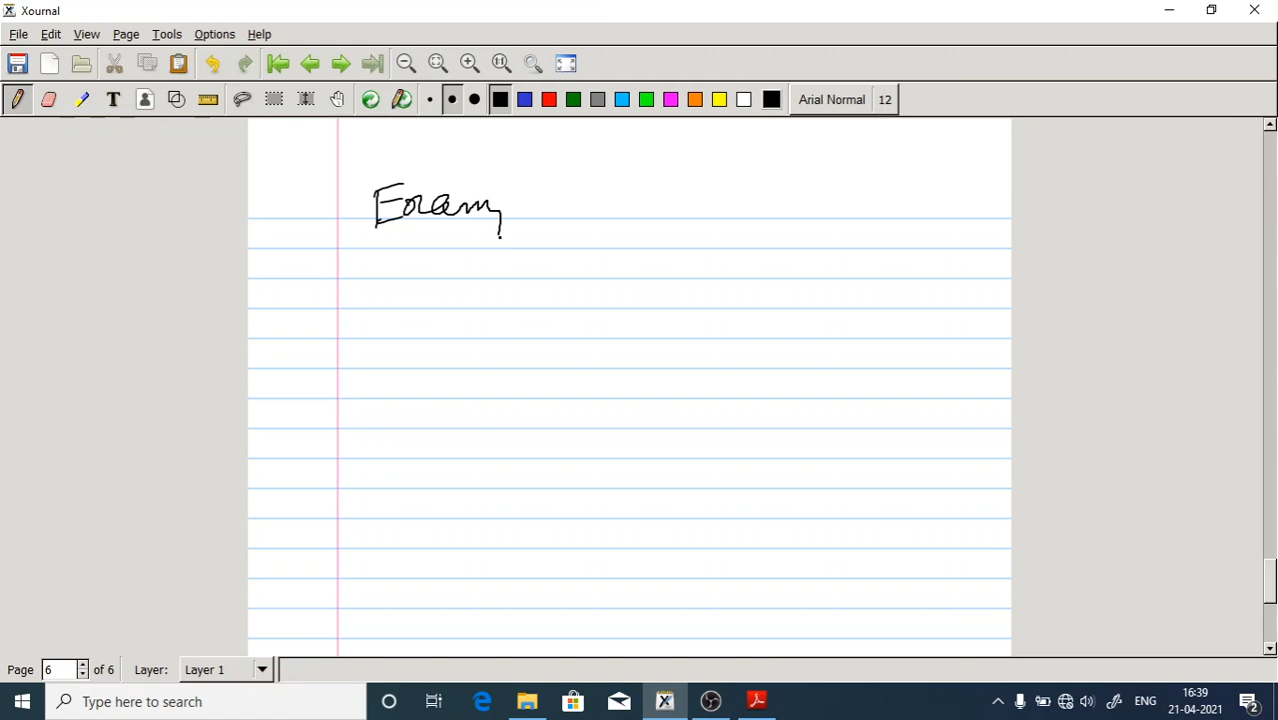 Xournal
File Edit View Page Tools Options Help
T Arial Normal 12
Exam
Page 6 of 6 Layer: Layer 1
Type here to search ENG 16:39
21-04-2021 2